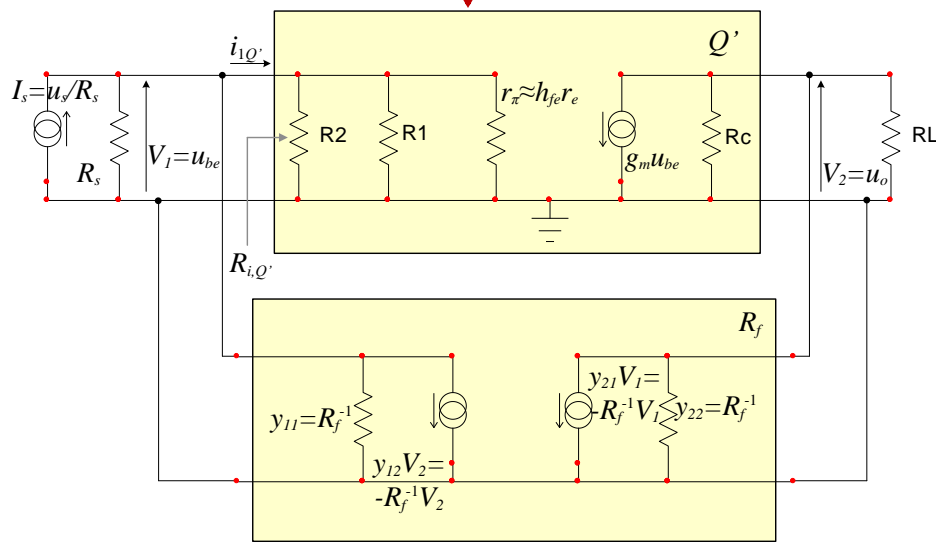 Q’
i1Q’
Is=us/Rs
Rs
V1=ube
R2
R1
rπ≈hfere
gmube
Rc
V2=uo
RL
Ri,Q’
Rf
y11=Rf-1
y12V2=
-Rf-1V2
y21V1=
-Rf-1V1
y22=Rf-1